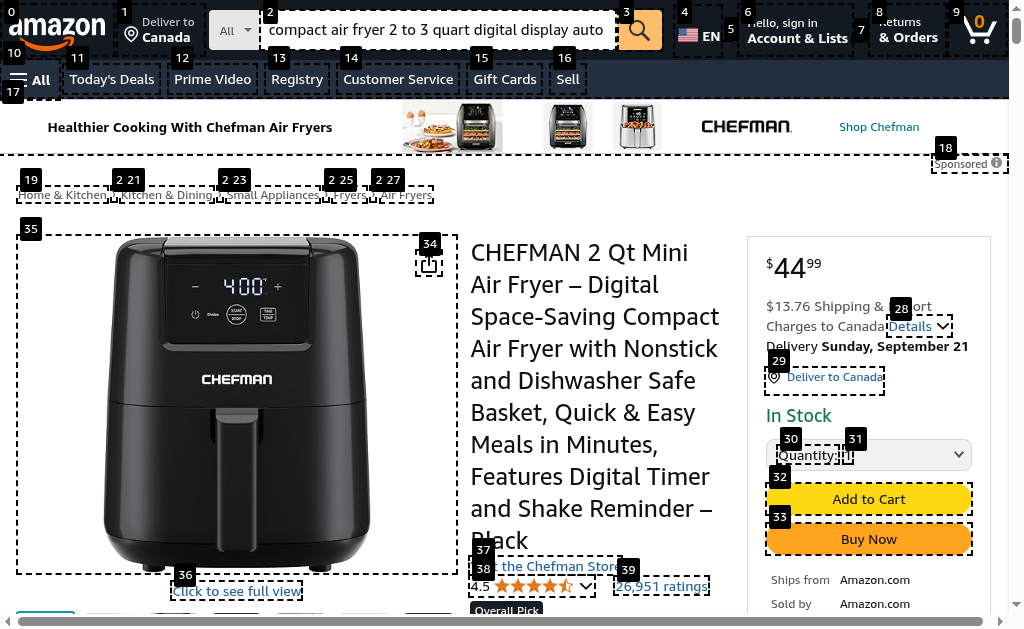 0 1 2 3 4 6 8 9
amazon
Deliver to
Canada
All
compact air fryer 2 to 3 quart digital display auto
EN
5
Hello, sign in
Account & Lists
7
Returns
& Orders
0
10 11 12 13 14 15 16
All
Today's Deals
Prime Video
Registry
Customer Service
Gift Cards
Sell
17
Healthier Cooking With Chefman Air Fryers
CHEFMAN.
Shop Chefman
18
Sponsored
19 2 21 2 23 2 25 2 27
Home & Kitchen › Kitchen & Dining › Small Appliances › Fryers › Air Fryers
35
34
400°F
Shake
START
STOP
TIME
TEMP
CHEFMAN
36
Click to see full view
CHEFMAN 2 Qt Mini
Air Fryer – Digital
Space-Saving Compact
Air Fryer with Nonstick
and Dishwasher Safe
Basket, Quick & Easy
Meals in Minutes,
Features Digital Timer
and Shake Reminder –
Black
37
t the Chefman Store
38
39
4.5
26,951 ratings
Overall Pick
$44.99
28
$13.76 Shipping &
ort
Charges to Canada Details
Delivery Sunday, September 21
29
Deliver to Canada
In Stock
30 31
Quantity: 1
32
Add to Cart
33
Buy Now
Ships from Amazon.com
Sold by Amazon.com